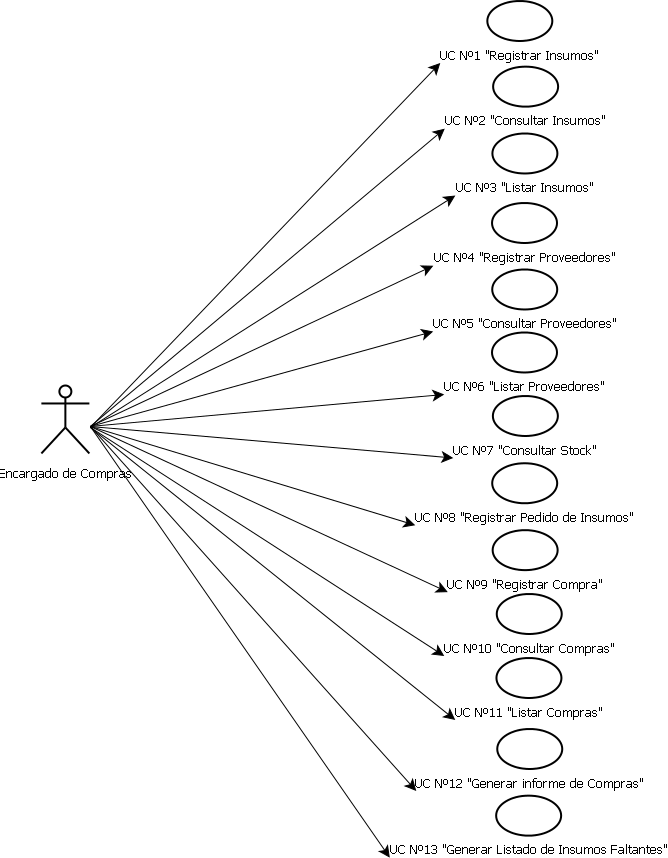 UC Nº1 "Registrar Insumos"
UC Nº2 "Consultar Insumos"
UC Nº3 "Listar Insumos"
UC Nº4 "Registrar Proveedores"
UC Nº5 "Consultar Proveedores"
UC Nº6 "Listar Proveedores"
UC Nº7 "Consultar Stock"
Encargado de Compras
UC Nº8 "Registrar Pedido de Insumos"
UC Nº9 "Registrar Compra"
UC Nº10 "Consultar Compras"
UC Nº11 "Listar Compras"
UC Nº12 "Generar informe de Compras"
UC Nº13 "Generar Listado de Insumos Faltantes"